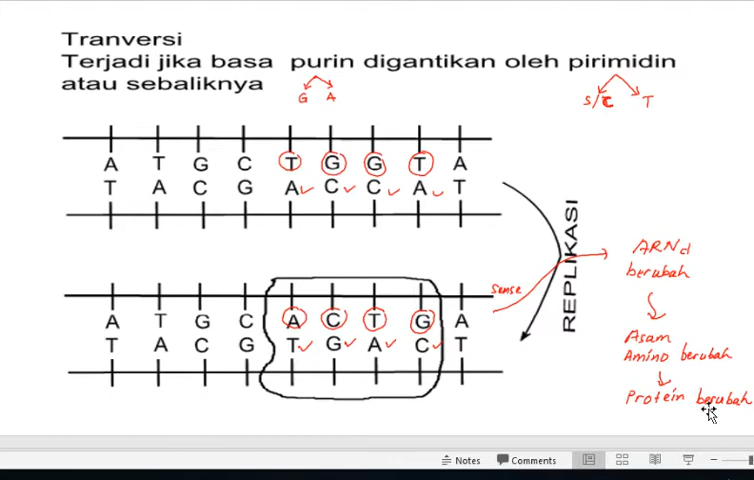 Tranversi
Terjadi jika basa purin digantikan oleh pirimidin
atau sebaliknya
G A
S/C T
A T G C T G G T A
T A C G A C C A T
REPLIKASI
ARNd
berubah
Sense
A T G C A C T G A
T A C G T G A C T
Asam
Amino berubah
Protein berubah
Notes Comments